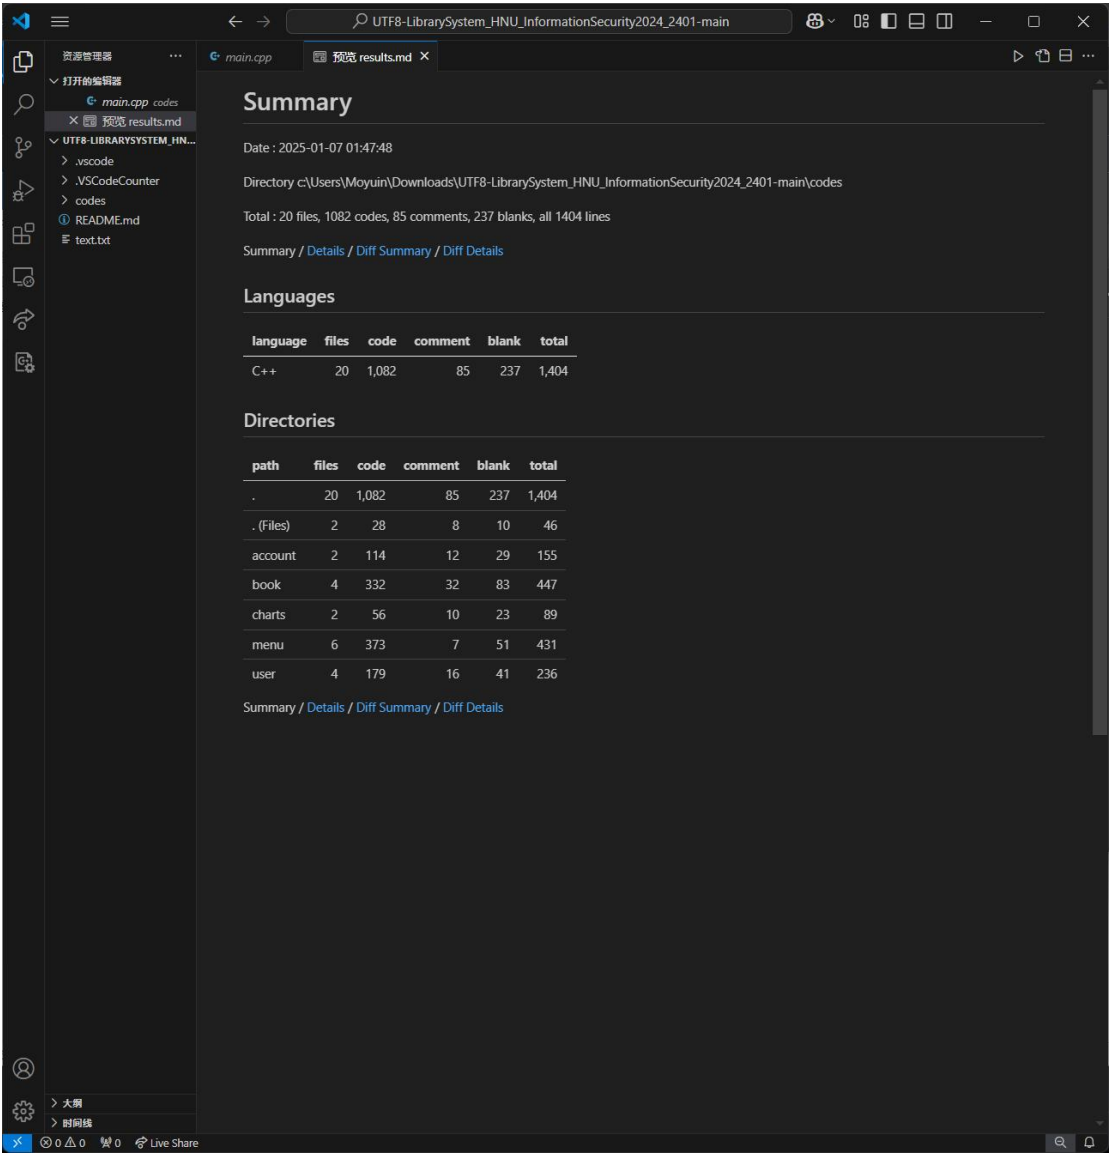 UTF8-LibrarySystem_HNU_InformationSecurity2024_2401-main
资源管理器
main.cpp
预览 results.md
打开的编辑器
main.cpp codes
预览 results.md
UTF8-LIBRARYSYSTEM_HN...
.vscode
.VSCodeCounter
codes
README.md
text.txt
Summary
Date : 2025-01-07 01:47:48
Directory c:\Users\Moyuin\Downloads\UTF8-LibrarySystem_HNU_InformationSecurity2024_2401-main\codes
Total : 20 files, 1082 codes, 85 comments, 237 blanks, all 1404 lines
Summary / Details / Diff Summary / Diff Details
Languages
language files code comment blank total
C++ 20 1,082 85 237 1,404
Directories
path files code comment blank total
. 20 1,082 85 237 1,404
. (Files) 2 28 8 10 46
account 2 114 12 29 155
book 4 332 32 83 447
charts 2 56 10 23 89
menu 6 373 7 51 431
user 4 179 16 41 236
Summary / Details / Diff Summary / Diff Details
大纲
时间线
0 0 0 Live Share